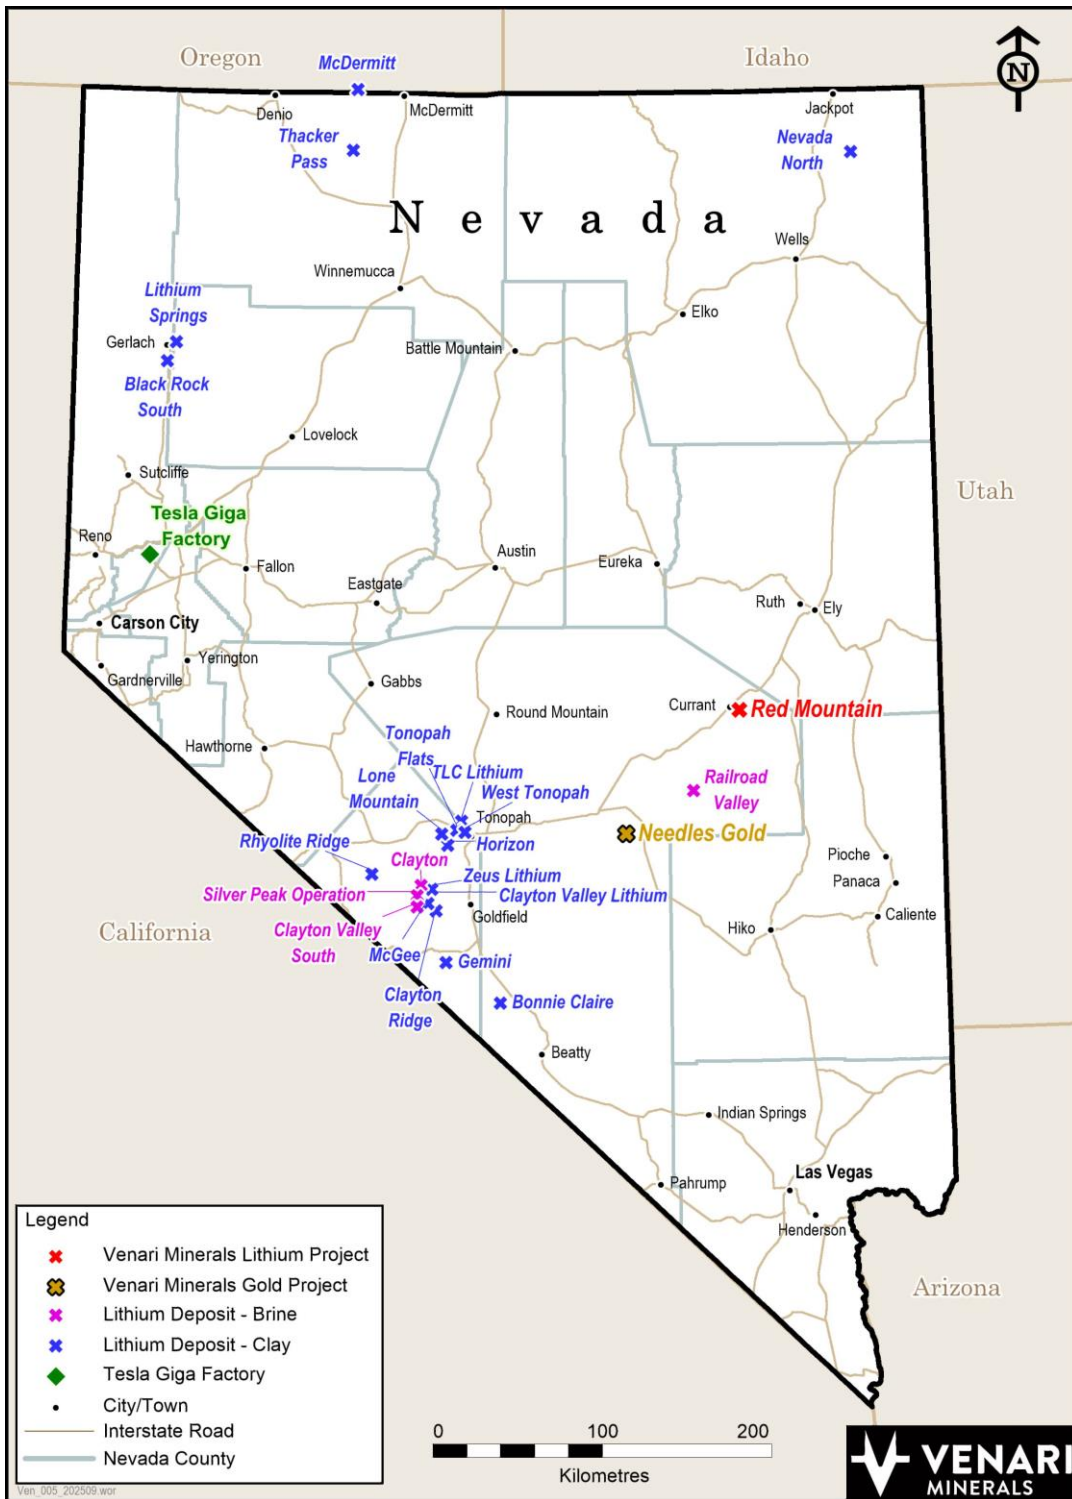 Oregon
Idaho
McDermitt
N
Denio
McDermitt
Jackpot
Thacker
Pass
Nevada
North
Nevada
Wells
Winnemucca
Lithium
Springs
Elko
Gerlach
Battle Mountain
Black Rock
South
Lovelock
Sutcliffe
Utah
Tesla Giga
Factory
Reno
Austin
Eureka
Fallon
Eastgate
Ruth
Ely
Carson City
Yerington
Gardnerville
Gabbs
Currant
Red Mountain
Round Mountain
Tonopah
Flats
Hawthorne
Lone
Mountain
TLC Lithium
West Tonopah
Railroad
Valley
Tonopah
Needles Gold
Rhyolite Ridge
Horizon
Clayton
Pioche
Zeus Lithium
Panaca
Silver Peak Operation
Clayton Valley Lithium
Goldfield
Caliente
California
Clayton Valley
South
Hiko
McGee
Gemini
Clayton
Ridge
Bonnie Claire
Beatty
Indian Springs
Las Vegas
Pahrump
Henderson
Arizona
Legend
Venari Minerals Lithium Project
Venari Minerals Gold Project
Lithium Deposit - Brine
Lithium Deposit - Clay
Tesla Giga Factory
City/Town
Interstate Road
Nevada County
0 100 200
Kilometres
VENARI
MINERALS
Ven_005_202509.wor